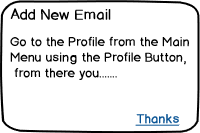 Add New Email
Go to the Profile from the Main
Menu using the Profile Button,
from there you.......
Thanks